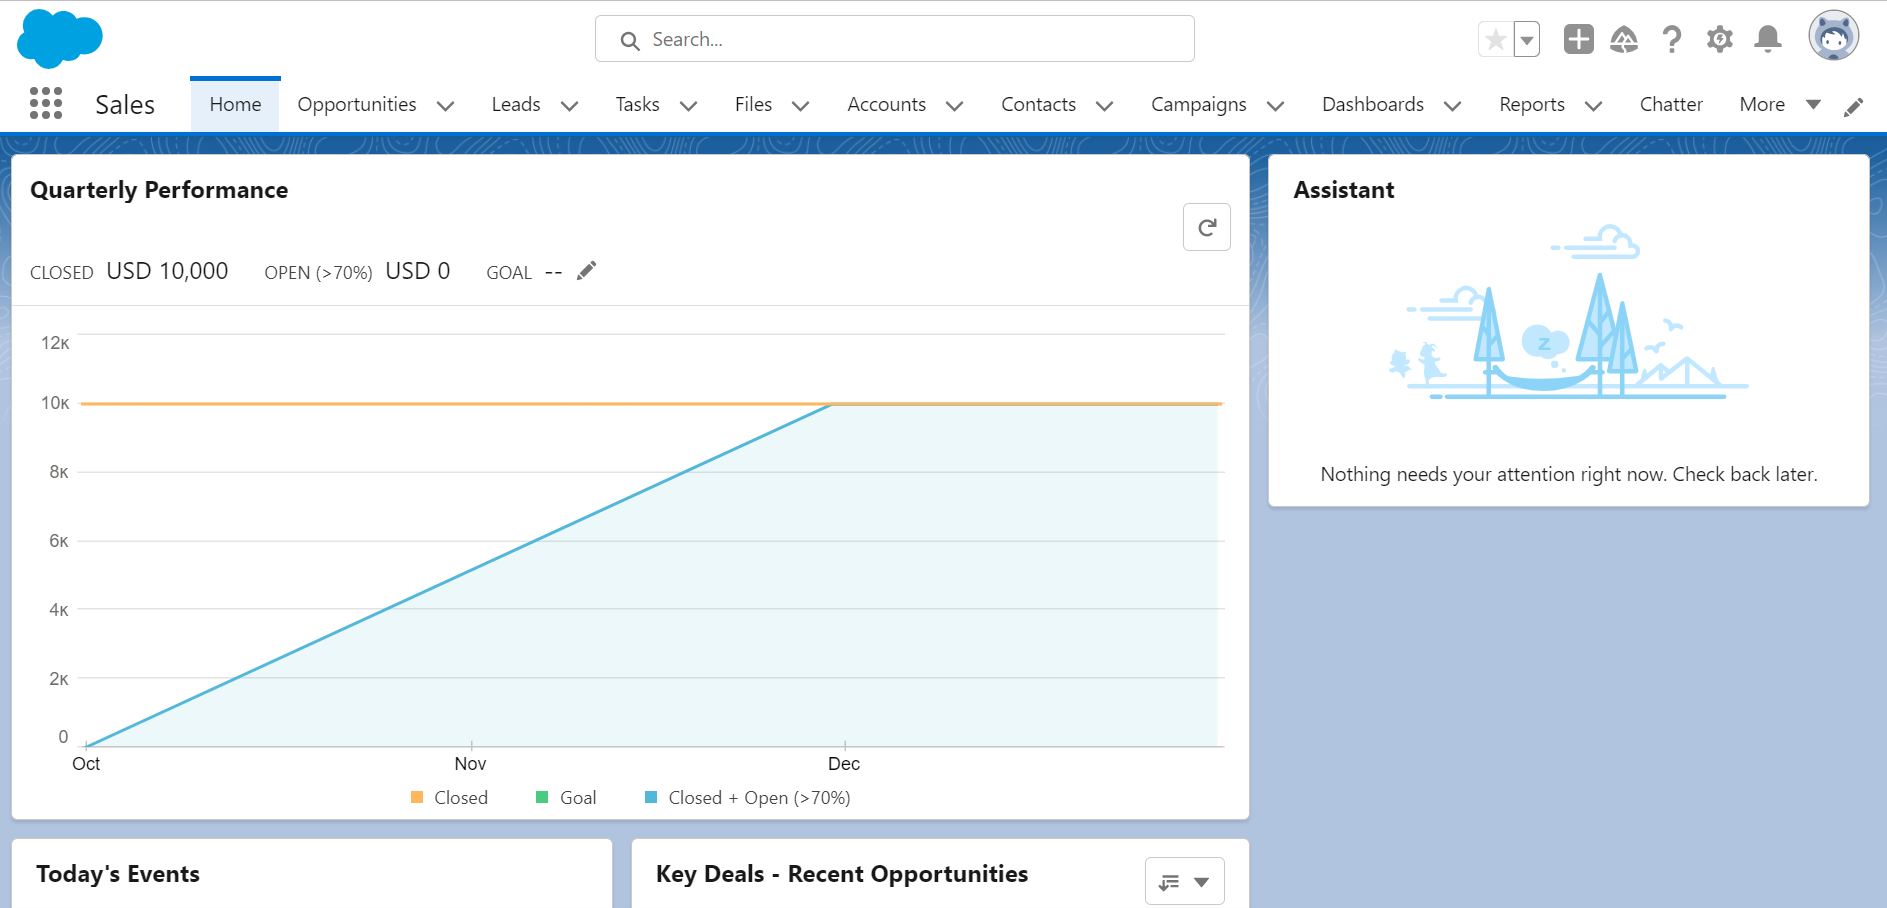 Search...
Sales
Home
Opportunities
Leads
Tasks
Files
Accounts
Contacts
Campaigns
Dashboards
Reports
Chatter
More
Quarterly Performance
CLOSED USD 10,000 OPEN (>70%) USD 0 GOAL --
12K
10K
8K
6K
4K
2K
0
Oct Nov Dec
Closed Goal Closed + Open (>70%)
Assistant
Z
Nothing needs your attention right now. Check back later.
Today's Events
Key Deals - Recent Opportunities